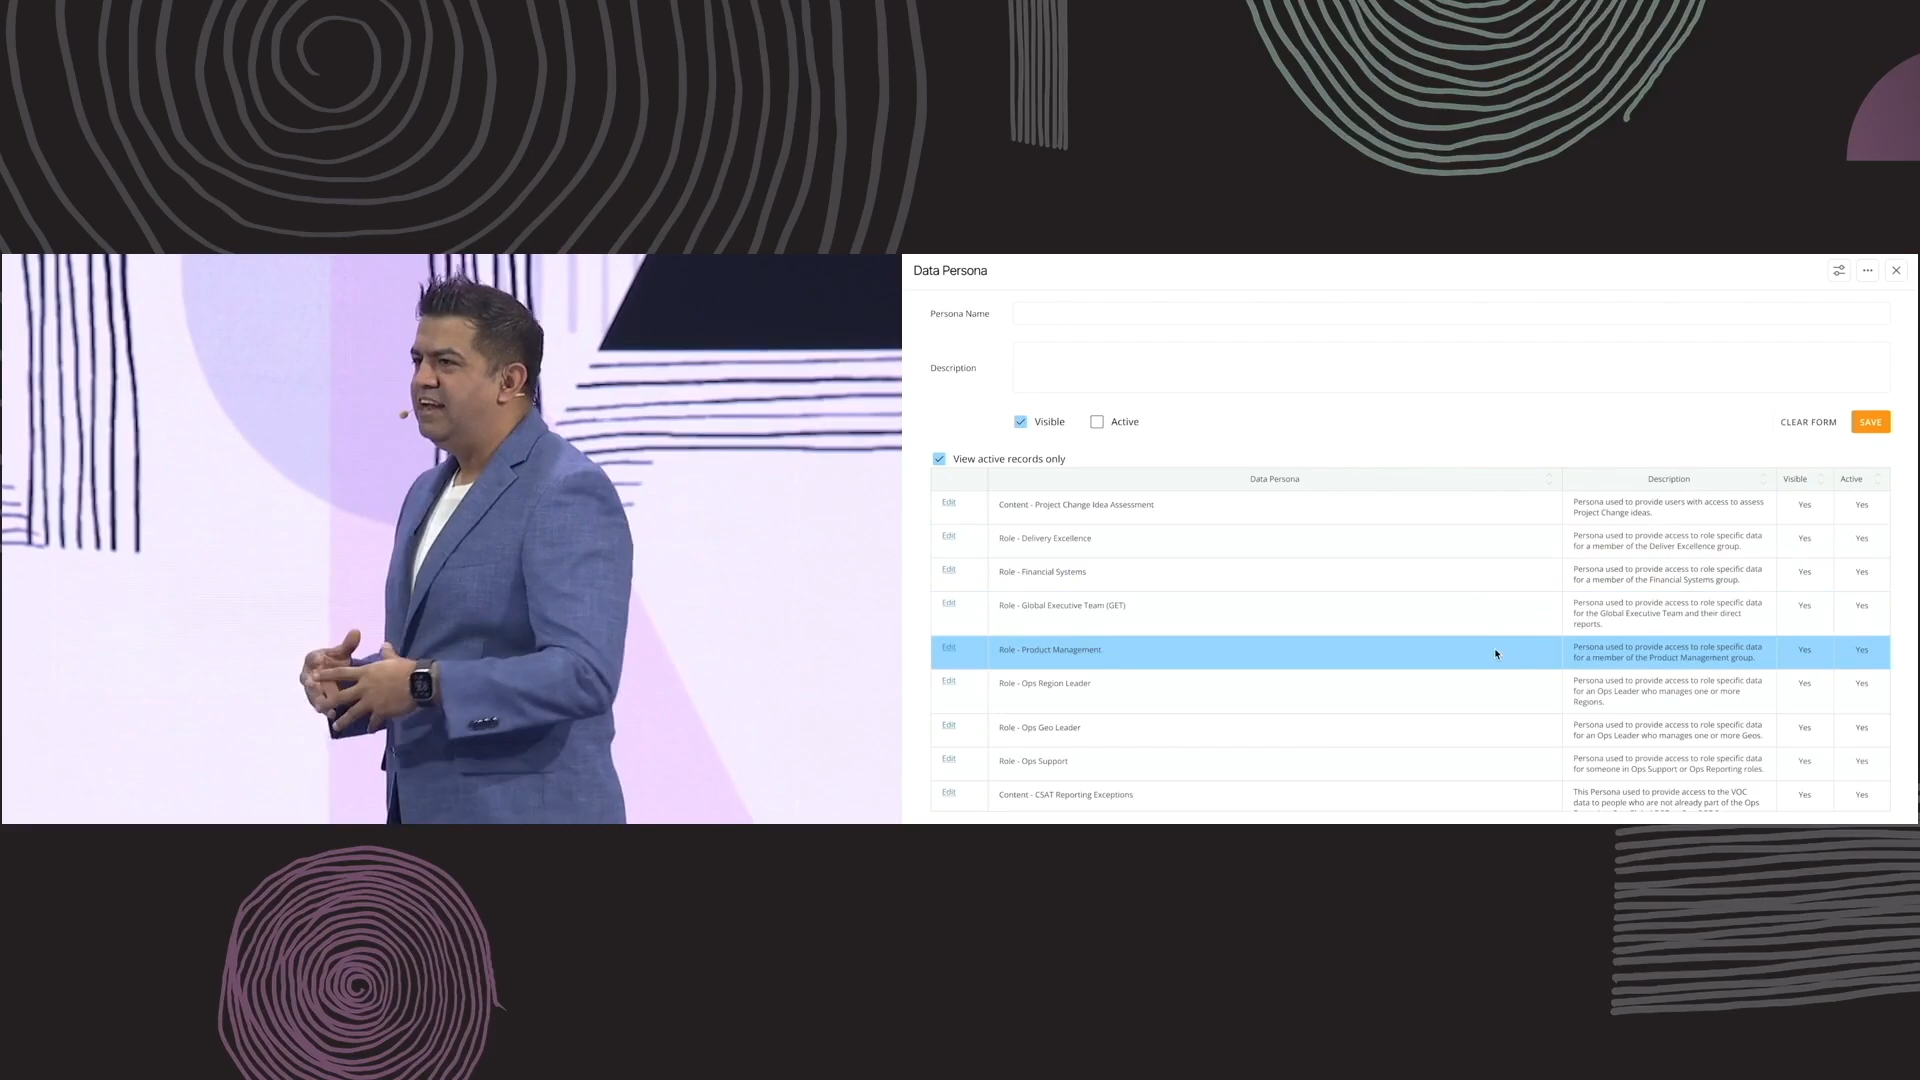 Data Persona
Persona Name
Description
Visible
Active
CLEAR FORM
SAVE
View active records only
Data Persona
Description
Visible
Active
Edit
Content - Project Change Idea Assessment
Persona used to provide users with access to assess
Project Change ideas.
Yes
Yes
Edit
Role - Delivery Excellence
Persona used to provide access to role specific data
for a member of the Deliver Excellence group.
Yes
Yes
Edit
Role - Financial Systems
Persona used to provide access to role specific data
for a member of the Financial Systems group.
Yes
Yes
Edit
Role - Global Executive Team (GET)
Persona used to provide access to role specific data
for the Global Executive Team and their direct
reports.
Yes
Yes
Edit
Role - Product Management
Persona used to provide access to role specific data
for a member of the Product Management group.
Yes
Yes
Edit
Role - Ops Region Leader
Persona used to provide access to role specific data
for an Ops Leader who manages one or more
Regions.
Yes
Yes
Edit
Role - Ops Geo Leader
Persona used to provide access to role specific data
for an Ops Leader who manages one or more Geos.
Yes
Yes
Edit
Role - Ops Support
Persona used to provide access to role specific data
for someone in Ops Support or Ops Reporting roles.
Yes
Yes
Edit
Content - CSAT Reporting Exceptions
This Persona used to provide access to the VOC
data to people who are not already part of the Ops
Yes
Yes